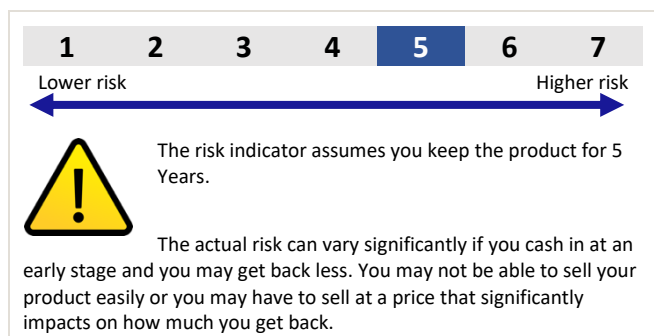 1 2 3 4 5 6 7
Lower risk Higher risk
The risk indicator assumes you keep the product for 5
Years.
The actual risk can vary significantly if you cash in at an
early stage and you may get back less. You may not be able to sell your
product easily or you may have to sell at a price that significantly
impacts on how much you get back.